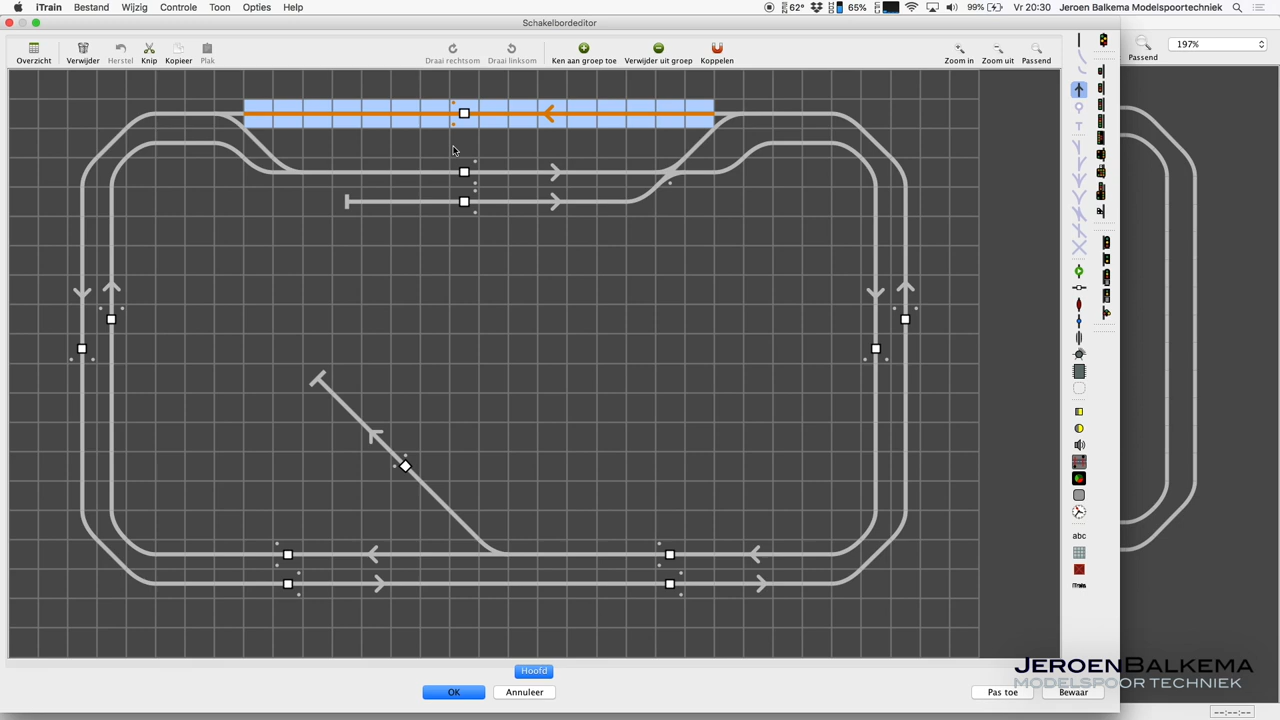 iTrain Bestand Wijzig Controle Toon Opties Help 62° 65% 99% Vr 20:30 Jeroen Balkema Modelspoortechniek
Schakelbordeditor
Overzicht Verwijder Herstel Knip Kopieer Plak Draai rechtsom Draai linksom Ken aan groep toe Verwijder uit groep Koppelen Zoom in Zoom uit Passend
197%
Passend
abc
iTrain
Hoofd
OK Annuleer Pas toe Bewaar
JEROENBALKEMA
MODELSPOOR TECHNIEK
--:--:--